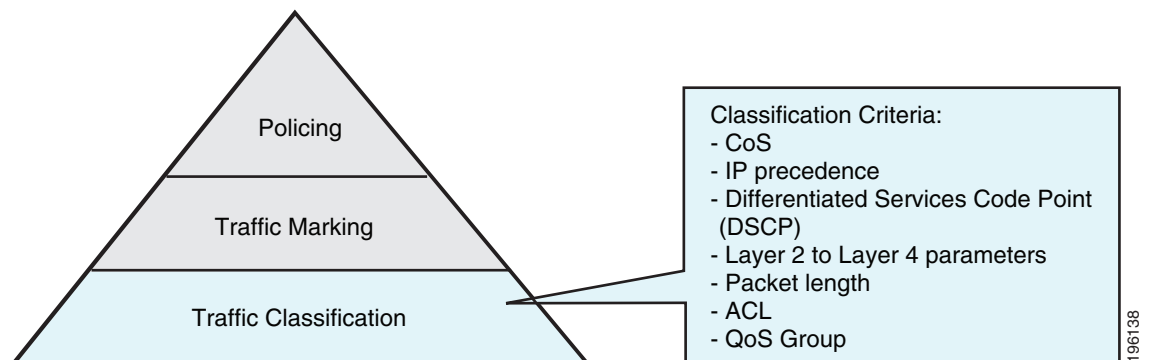 Policing
Traffic Marking
Traffic Classification
Classification Criteria:
- CoS
- IP precedence
- Differentiated Services Code Point
(DSCP)
- Layer 2 to Layer 4 parameters
- Packet length
- ACL
- QoS Group
196138